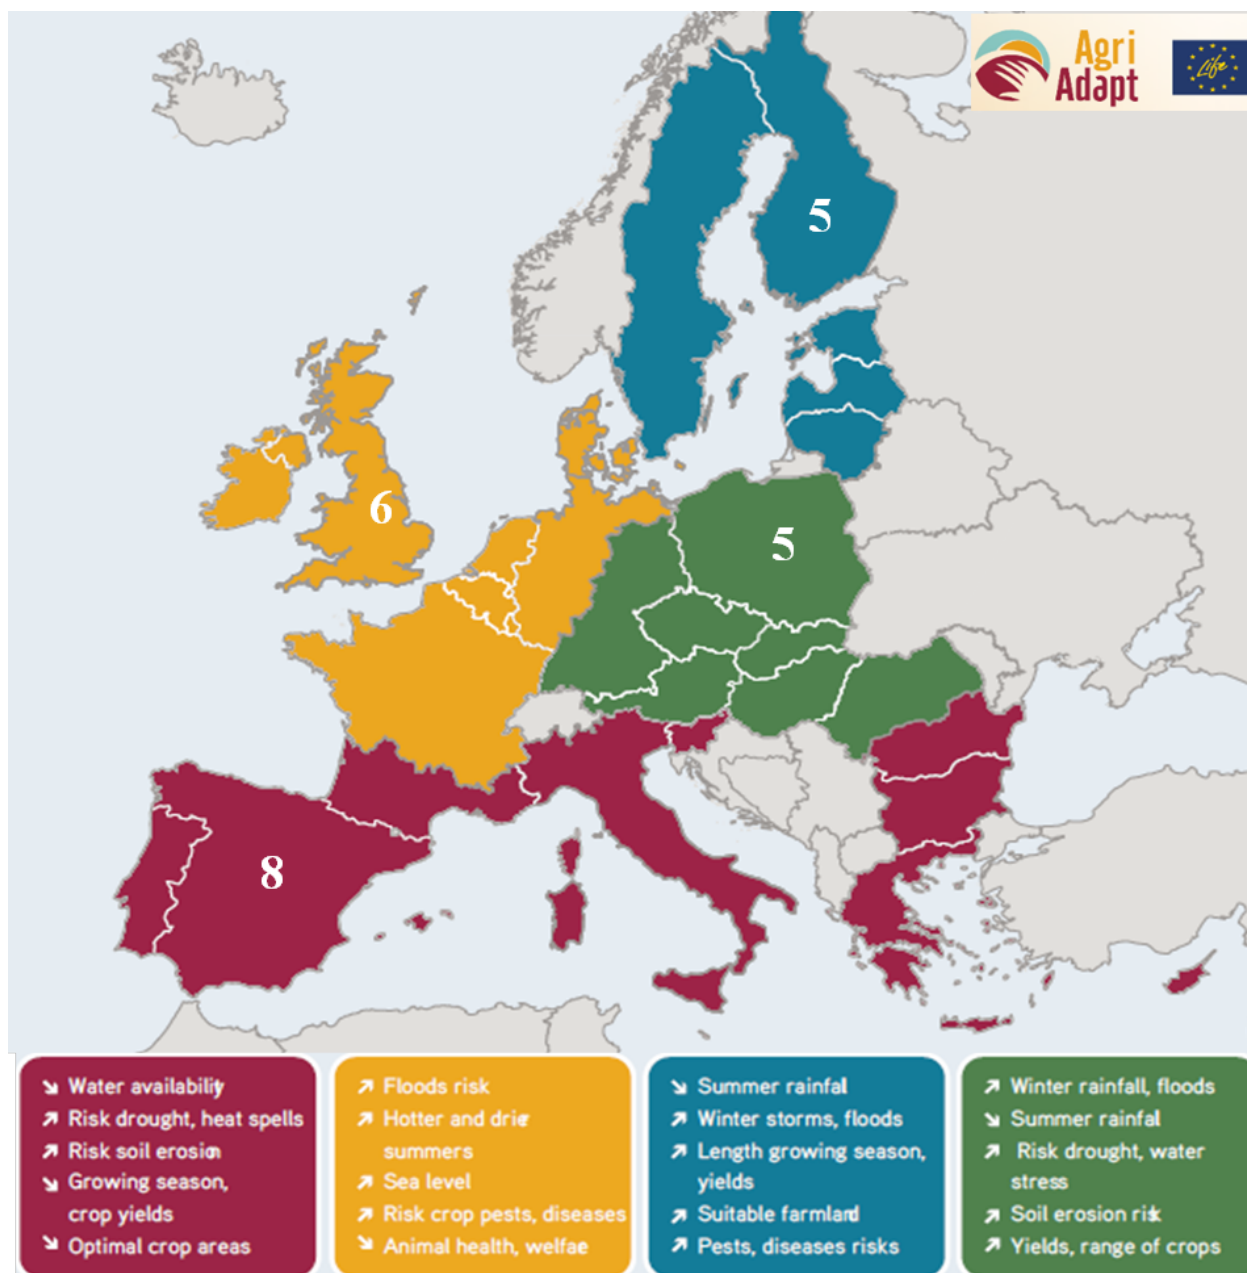 Agri
Adapt
Life
5
6
5
8
↘ Water availability
↗ Risk drought, heat spells
↗ Risk soil erosion
↘ Growing season,
crop yields
↘ Optimal crop areas
↗ Floods risk
↗ Hotter and drier
summers
↗ Sea level
↗ Risk crop pests, diseases
↘ Animal health, welfae
↘ Summer rainfal
↗ Winter storms, floods
↗ Length growing season,
yields
↗ Suitable farmland
↗ Pests, diseases risks
↗ Winter rainfall, floods
↘ Summer rainfal
↗ Risk drought, water
stress
↗ Soil erosion risk
↗ Yields, range of crops